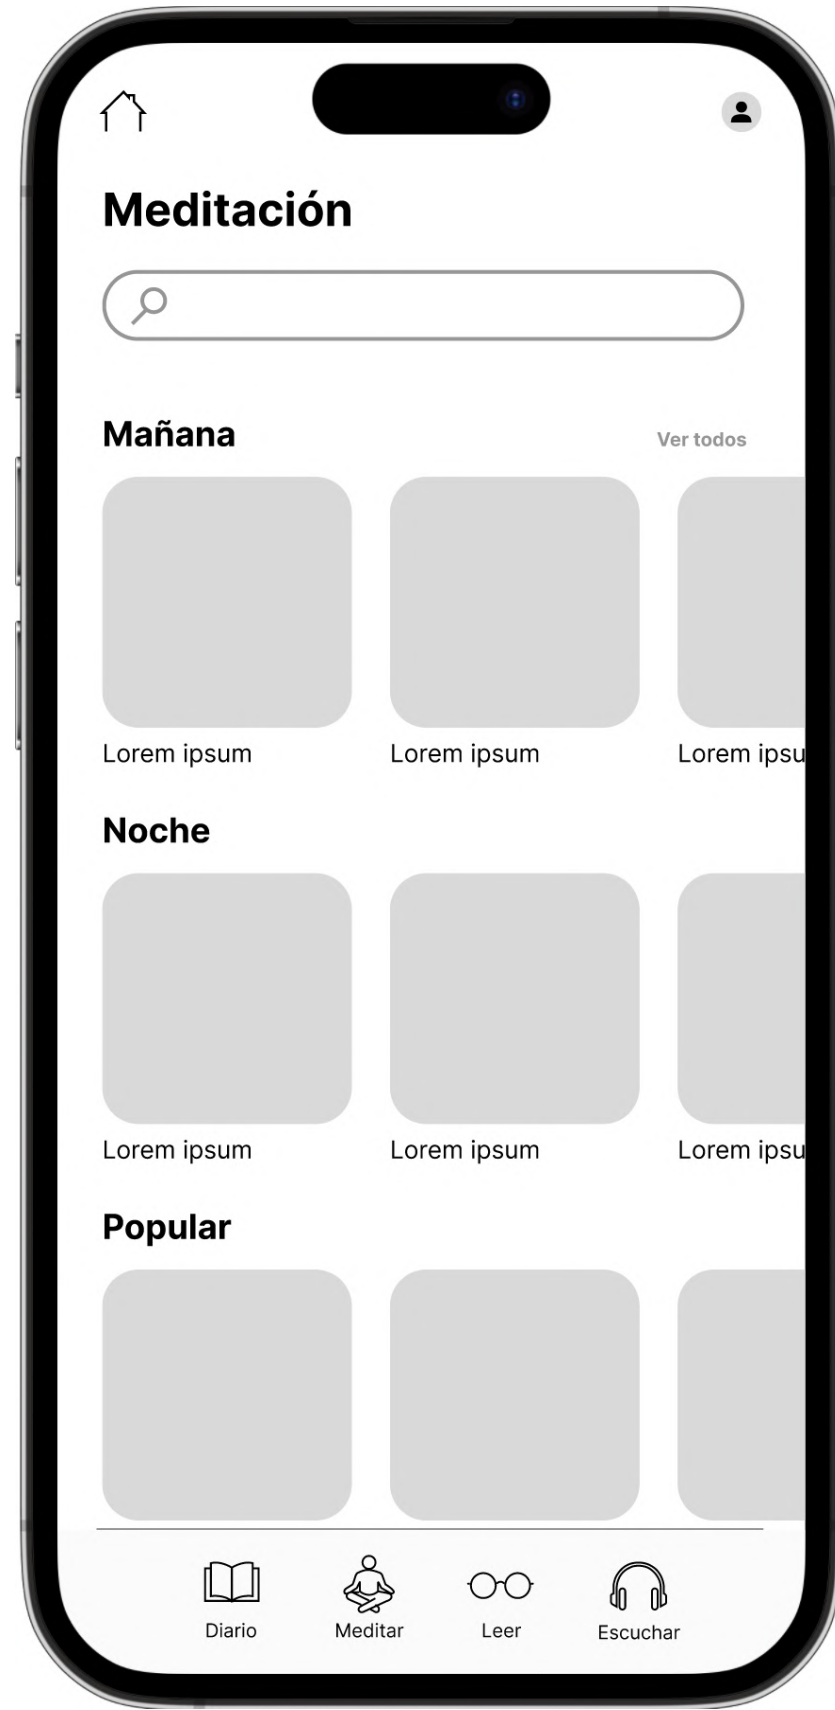 Meditación
Mañana
Ver todos
Lorem ipsum
Lorem ipsum
Lorem ipsu
Noche
Lorem ipsum
Lorem ipsum
Lorem ipsu
Popular
Diario
Meditar
Leer
Escuchar